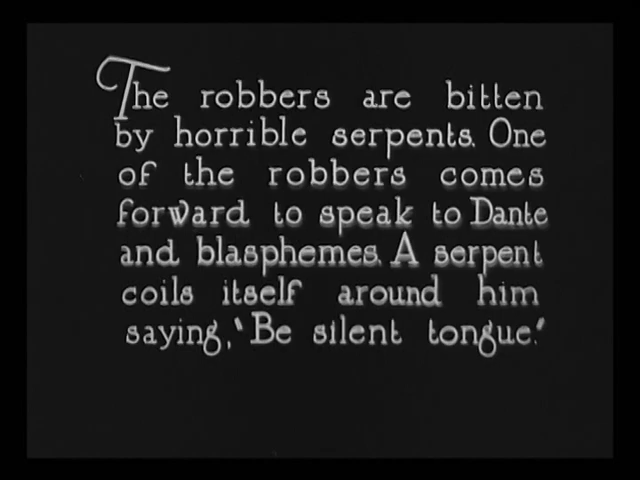 The robbers are bitten
by horrible serpents. One
of the robbers comes
forward to speak to Dante
and blasphemes. A serpent
coils itself around him
saying, "Be silent tongue."